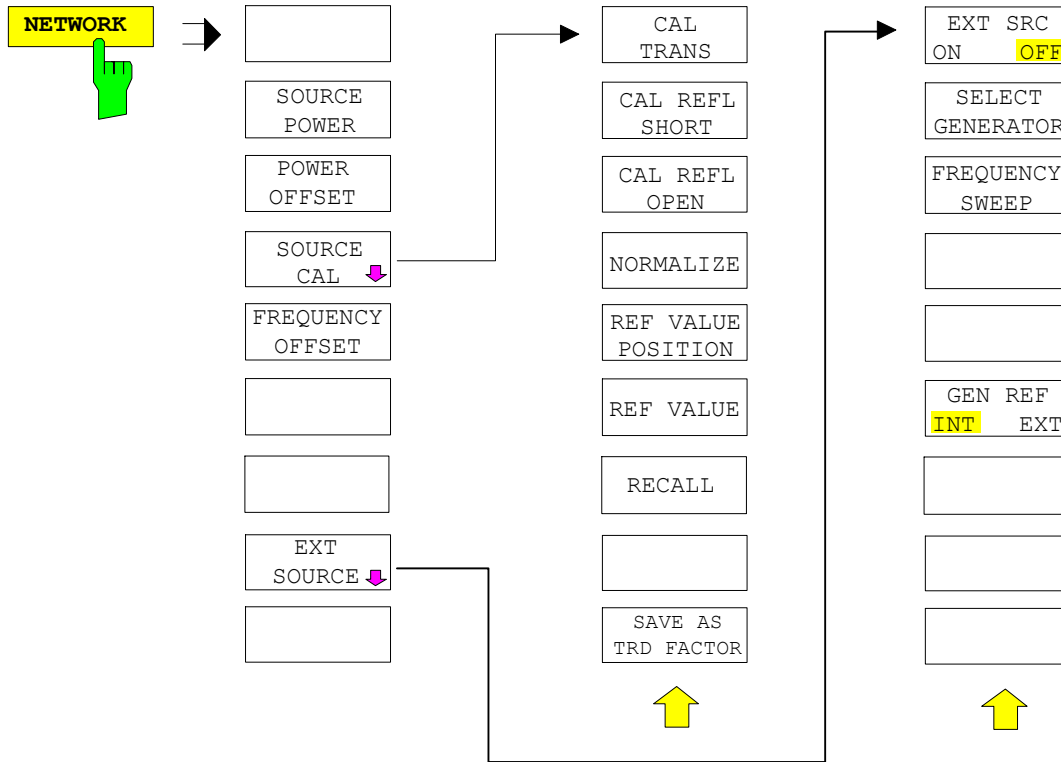 NETWORK
SOURCE
POWER
POWER
OFFSET
SOURCE
CAL
FREQUENCY
OFFSET
EXT
SOURCE
CAL
TRANS
CAL REFL
SHORT
CAL REFL
OPEN
NORMALIZE
REF VALUE
POSITION
REF VALUE
RECALL
SAVE AS
TRD FACTOR
EXT SRC
ON OFF
SELECT
GENERATOR
FREQUENCY
SWEEP
GEN REF
INT EXT